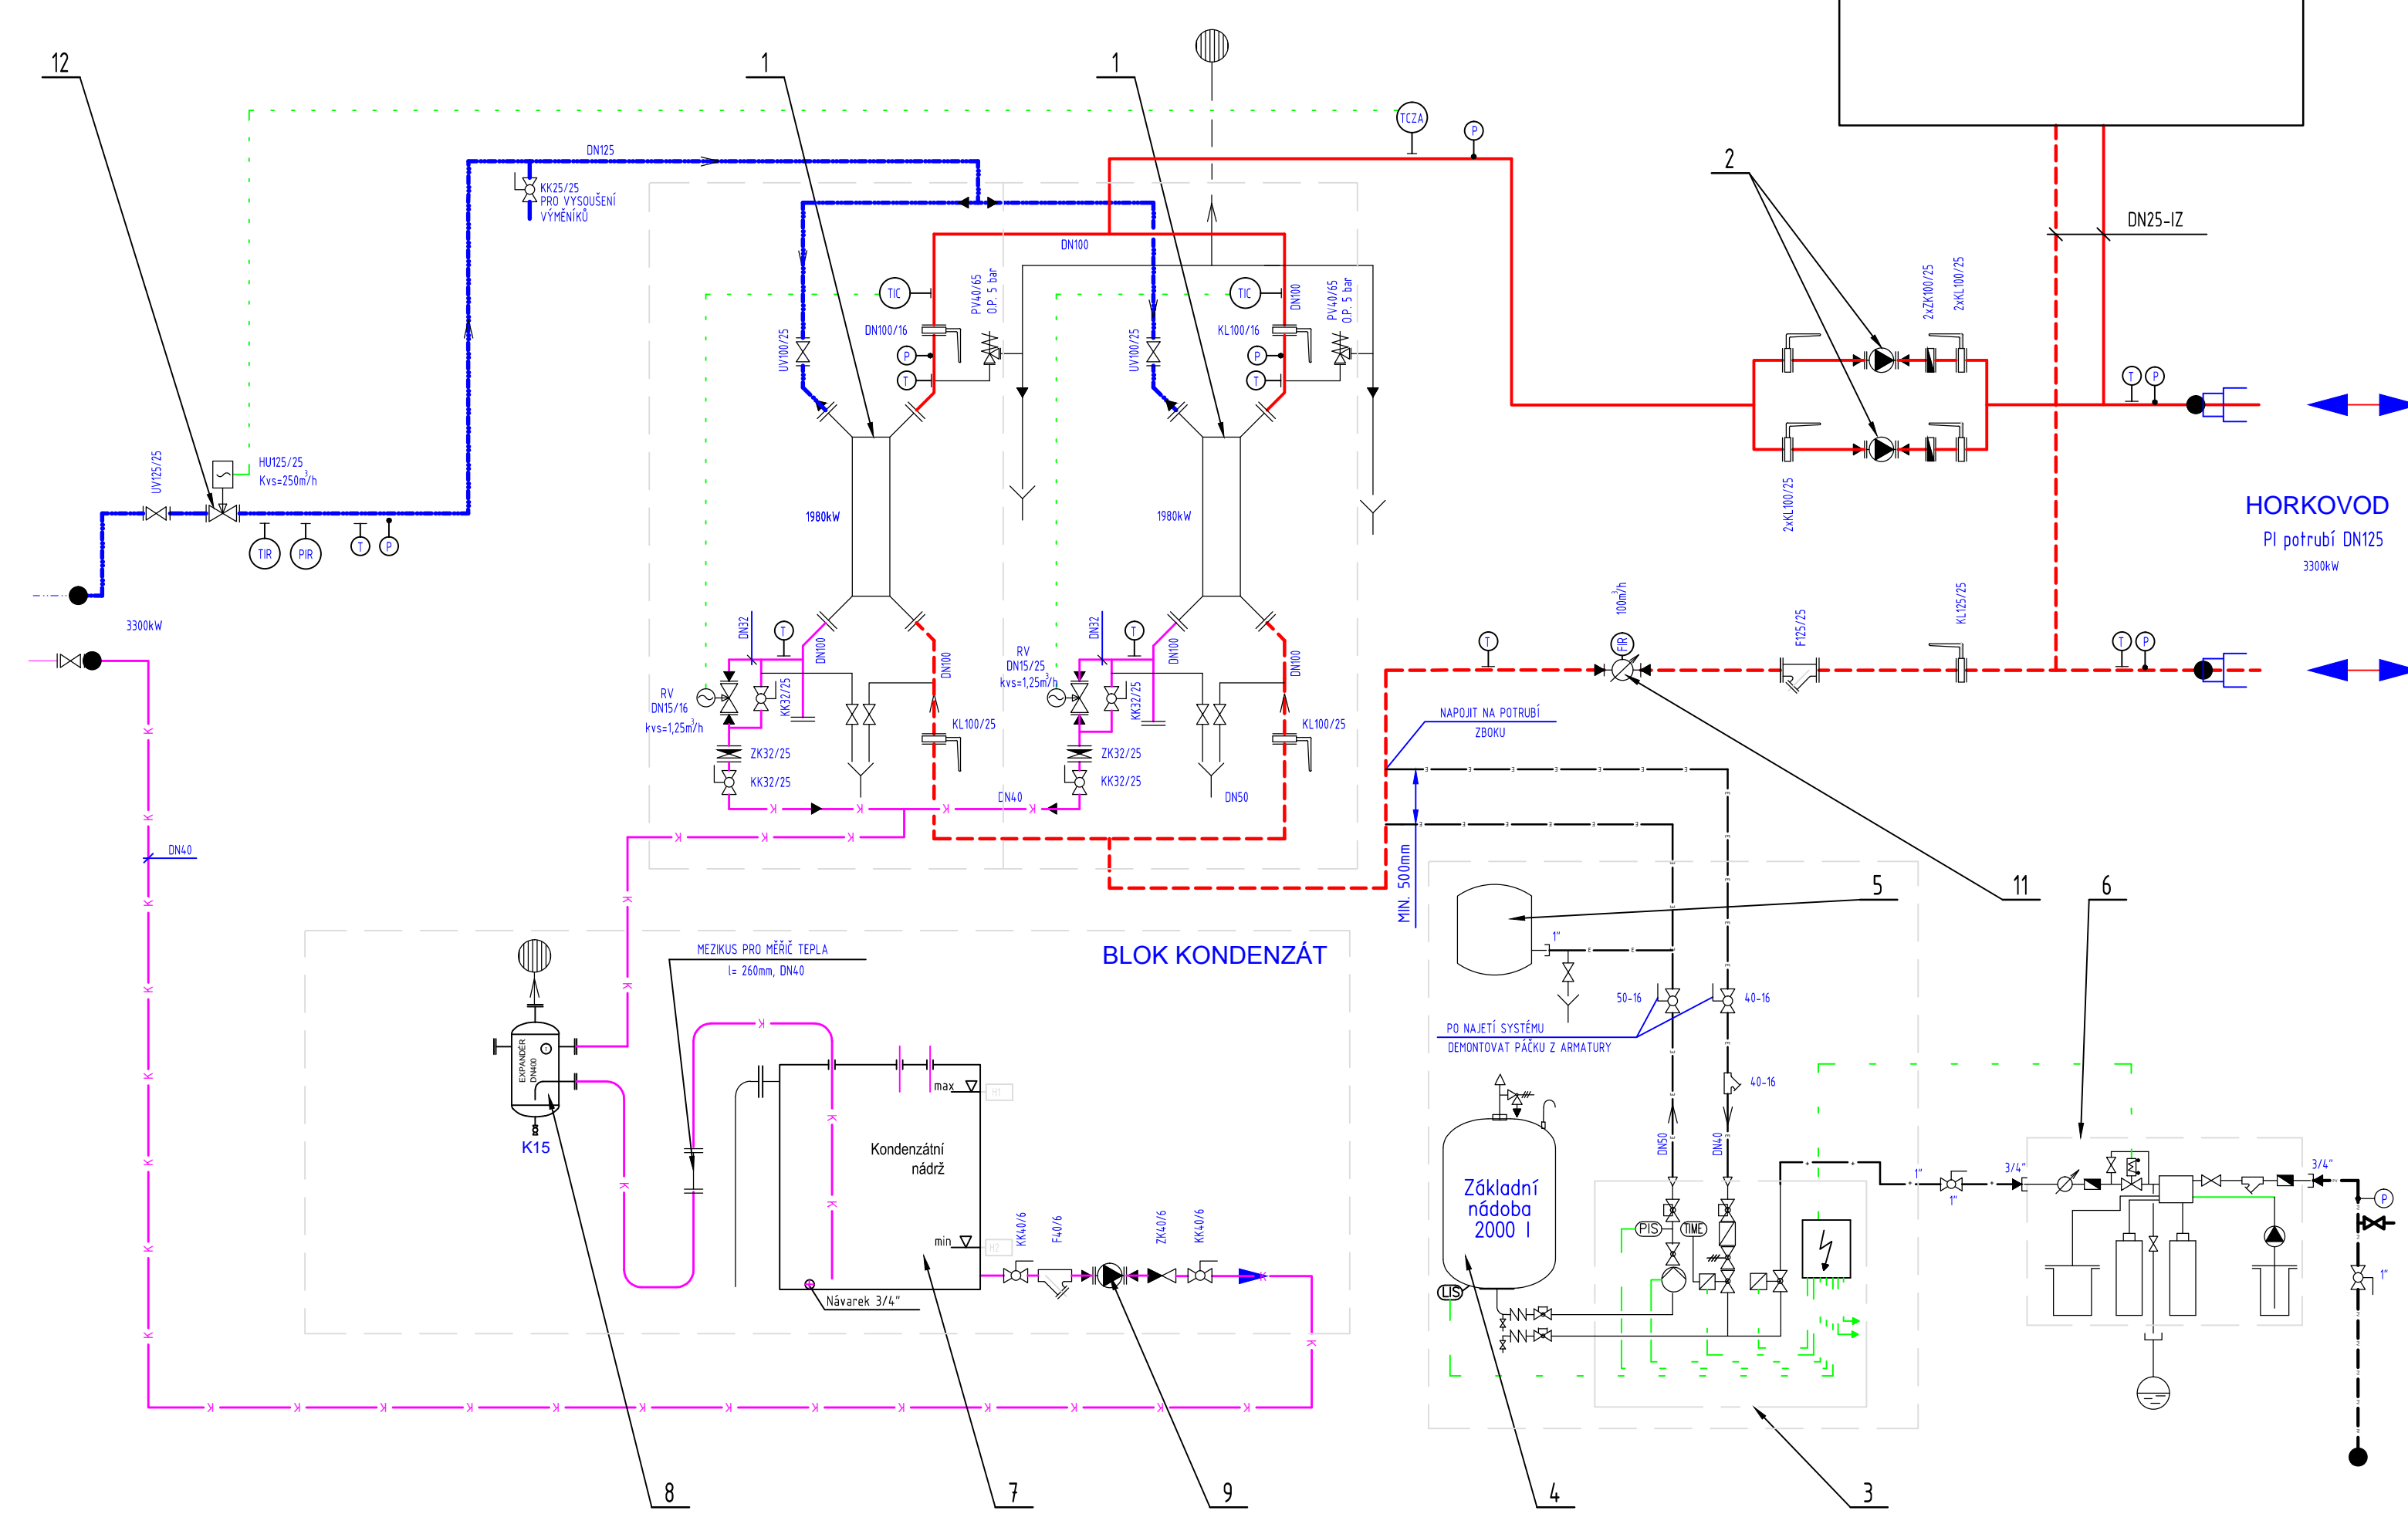 12
1
1
TCZA
P
2
DN125
KK25/25
PRO VYSOUŠENÍ
VÝMĚNÍKŮ
DN25-IZ
DN100
TIC
DN100/16
P
T
PV40/65
O.P. 5 bar
UV100/25
TIC
DN100
KL100/16
P
T
PV40/65
O.P. 5 bar
UV100/25
2xZK100/25
2xKL100/25
2xKL100/25
T
P
HORKOVOD
PI potrubí DN125
3300kW
UV125/25
HU125/25
Kvs=250m3/h
TIR
PIR
T
P
1980kW
1980kW
3300kW
DN32
T
DN100
DN100
RV
DN15/16
kvs=1,25m3/h
KK32/25
KL100/25
ZK32/25
KK32/25
DN32
T
DN100
DN100
RV
DN15/25
kvs=1,25m3/h
KK32/25
KL100/25
ZK32/25
KK32/25
DN40
DN50
T
FIR
100m3/h
F125/25
KL125/25
T
P
NAPOJIT NA POTRUBÍ
ZBOKU
MIN. 500mm
DN40
5
11
6
BLOK KONDENZÁT
MEZIKUS PRO MĚŘIČ TEPLA
l= 260mm, DN40
EXPANDÉR
DN400
K15
Kondenzátní
nádrž
max
H1
min
H2
Návarek 3/4"
KK40/6
F40/6
ZK40/6
KK40/6
1"
50-16
40-16
PO NAJETÍ SYSTÉMU
DEMONTOVAT PÁČKU Z ARMATURY
40-16
DN50
DN40
Základní
nádoba
2000 l
LIS
PIS
TIME
1"
1"
3/4"
3/4"
P
1"
8
7
9
4
3